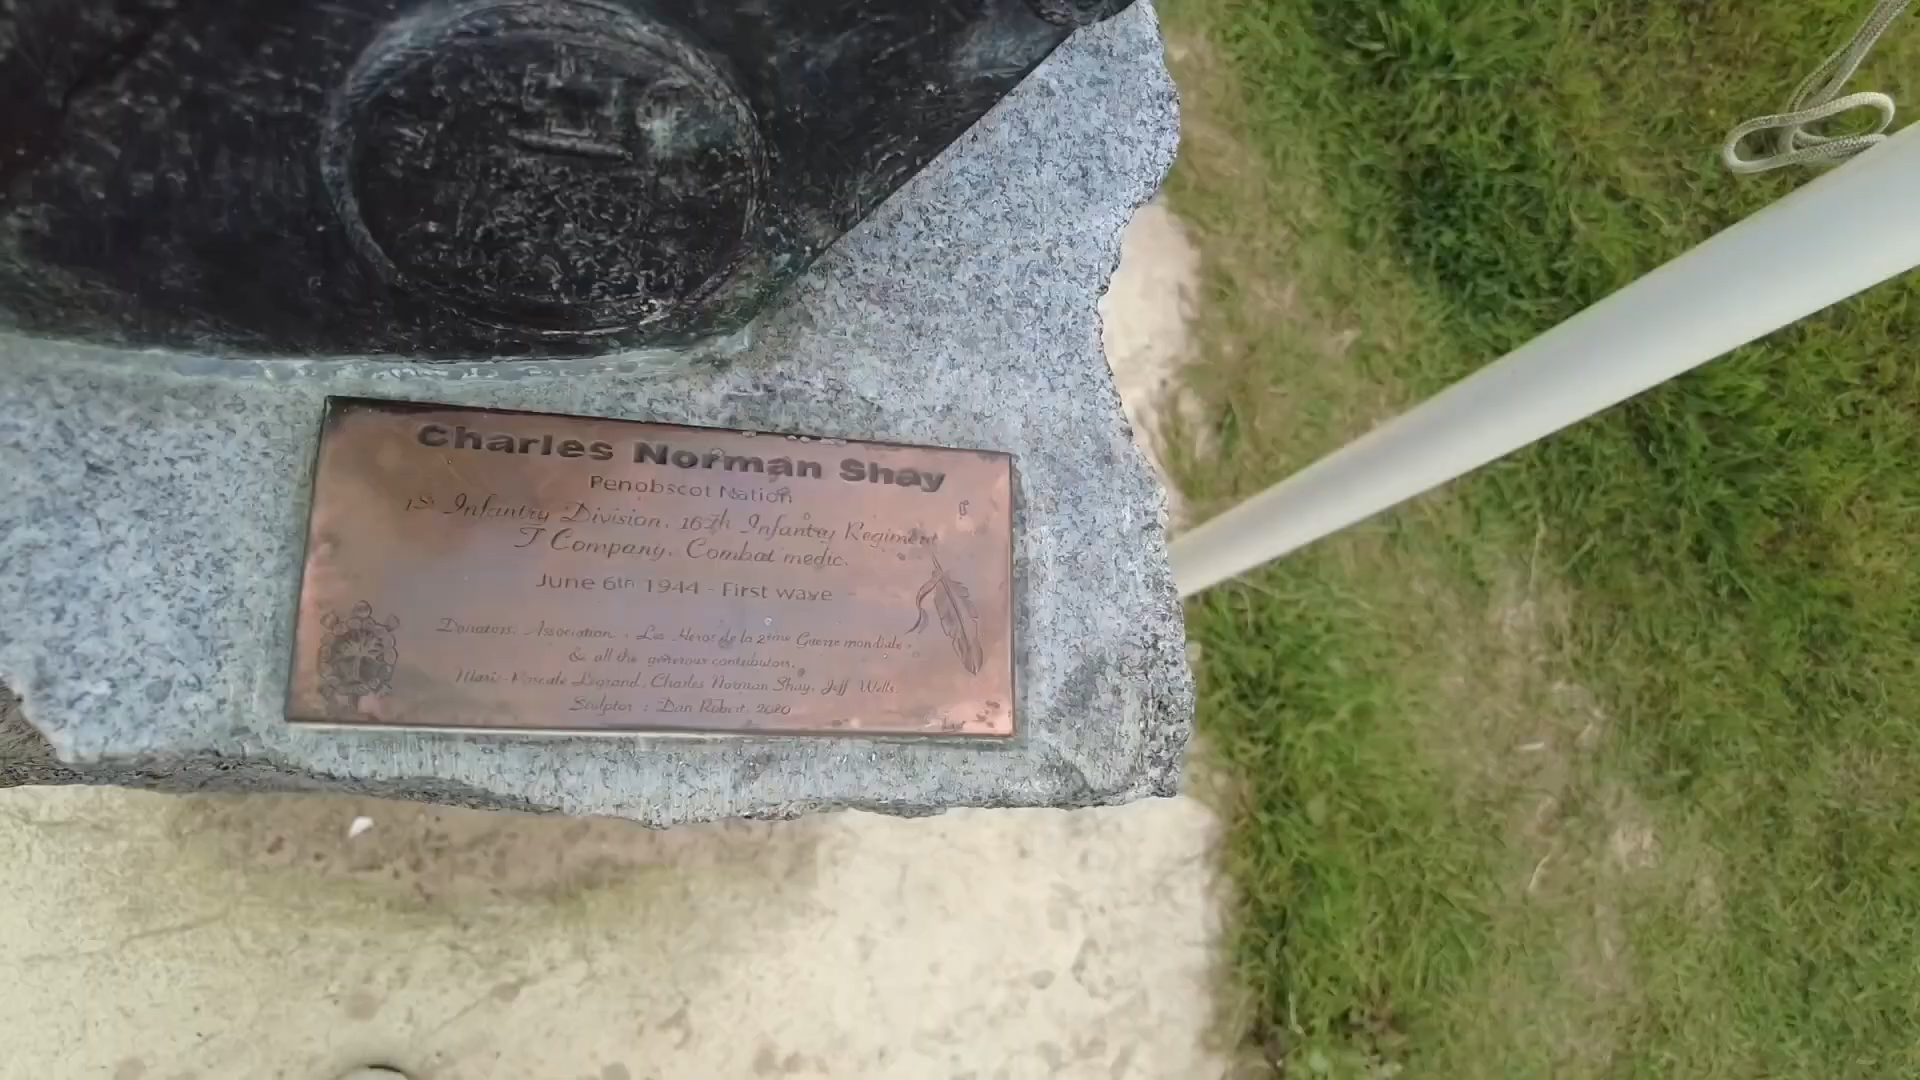 Charles Norman Shay
Penobscot Nation
1St Infantry Division, 16th Infantry Regiment
J Company, Combat medic.
June 6th 1944 - First wave
Donators: Association : Les Héros de la 2ème Guerre mondiale
& all the generous contributors.
Marie-Pascale Legrand, Charles Norman Shay, Jeff Wells.
Sculptor : Dan Robert, 2020